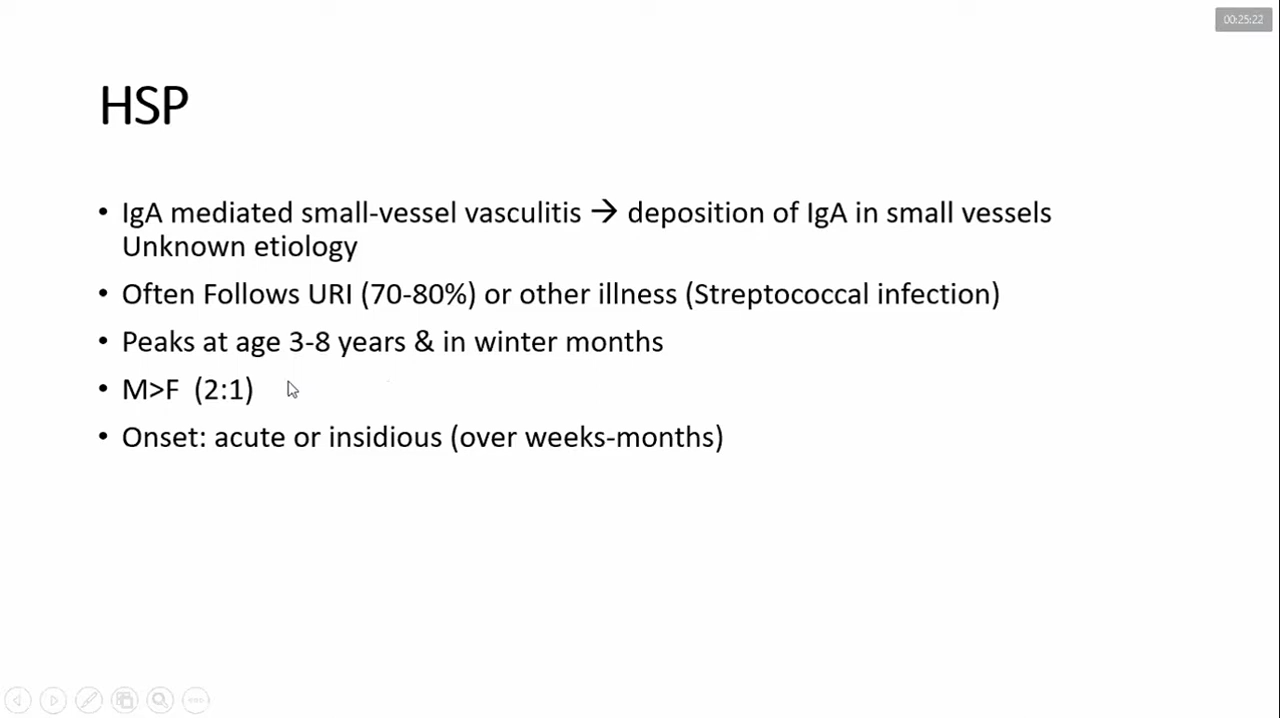 00:25:22
HSP
• IgA mediated small-vessel vasculitis → deposition of IgA in small vessels
Unknown etiology
• Often Follows URI (70-80%) or other illness (Streptococcal infection)
• Peaks at age 3-8 years & in winter months
• M>F (2:1)
• Onset: acute or insidious (over weeks-months)